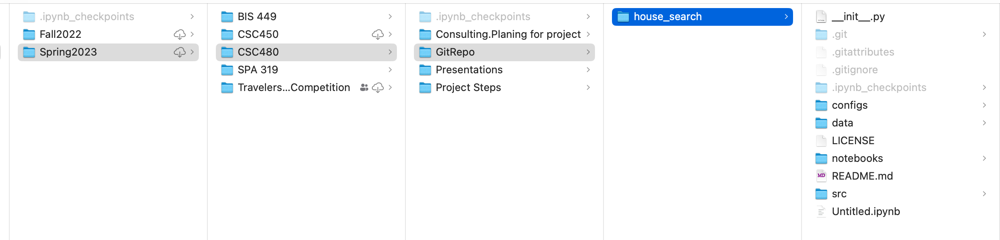 .ipynb_checkpoints
Fall2022
Spring2023
BIS 449
CSC450
CSC480
SPA 319
Travelers...Competition
.ipynb_checkpoints
Consulting.Planing for project
GitRepo
Presentations
Project Steps
house_search
__init__.py
.git
.gitattributes
.gitignore
.ipynb_checkpoints
configs
data
LICENSE
notebooks
MD README.md
src
Untitled.ipynb